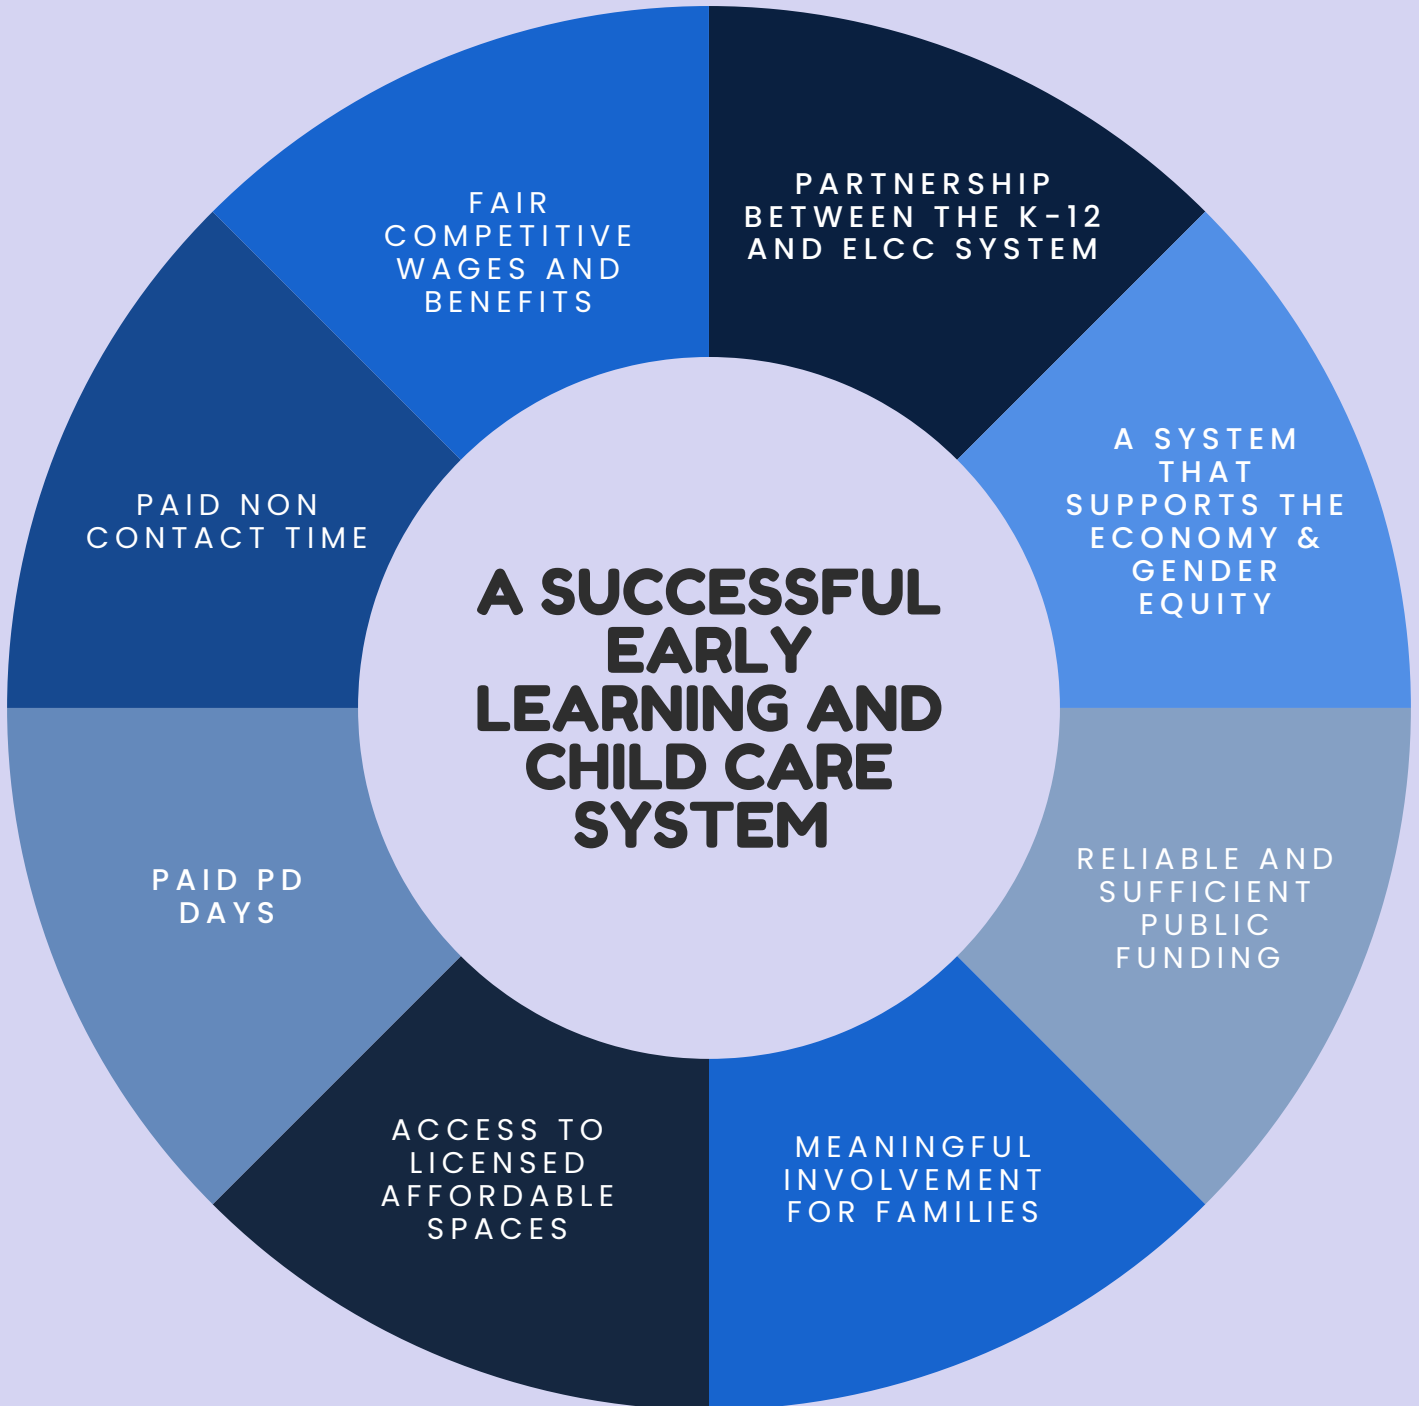 FAIR
COMPETITIVE
WAGES AND
BENEFITS
PARTNERSHIP
BETWEEN THE K-12
AND ELCC SYSTEM
A SYSTEM
THAT
SUPPORTS THE
ECONOMY &
GENDER
EQUITY
PAID NON
CONTACT TIME
A SUCCESSFUL
EARLY
LEARNING AND
CHILD CARE
SYSTEM
RELIABLE AND
SUFFICIENT
PUBLIC
FUNDING
PAID PD
DAYS
ACCESS TO
LICENSED
AFFORDABLE
SPACES
MEANINGFUL
INVOLVEMENT
FOR FAMILIES